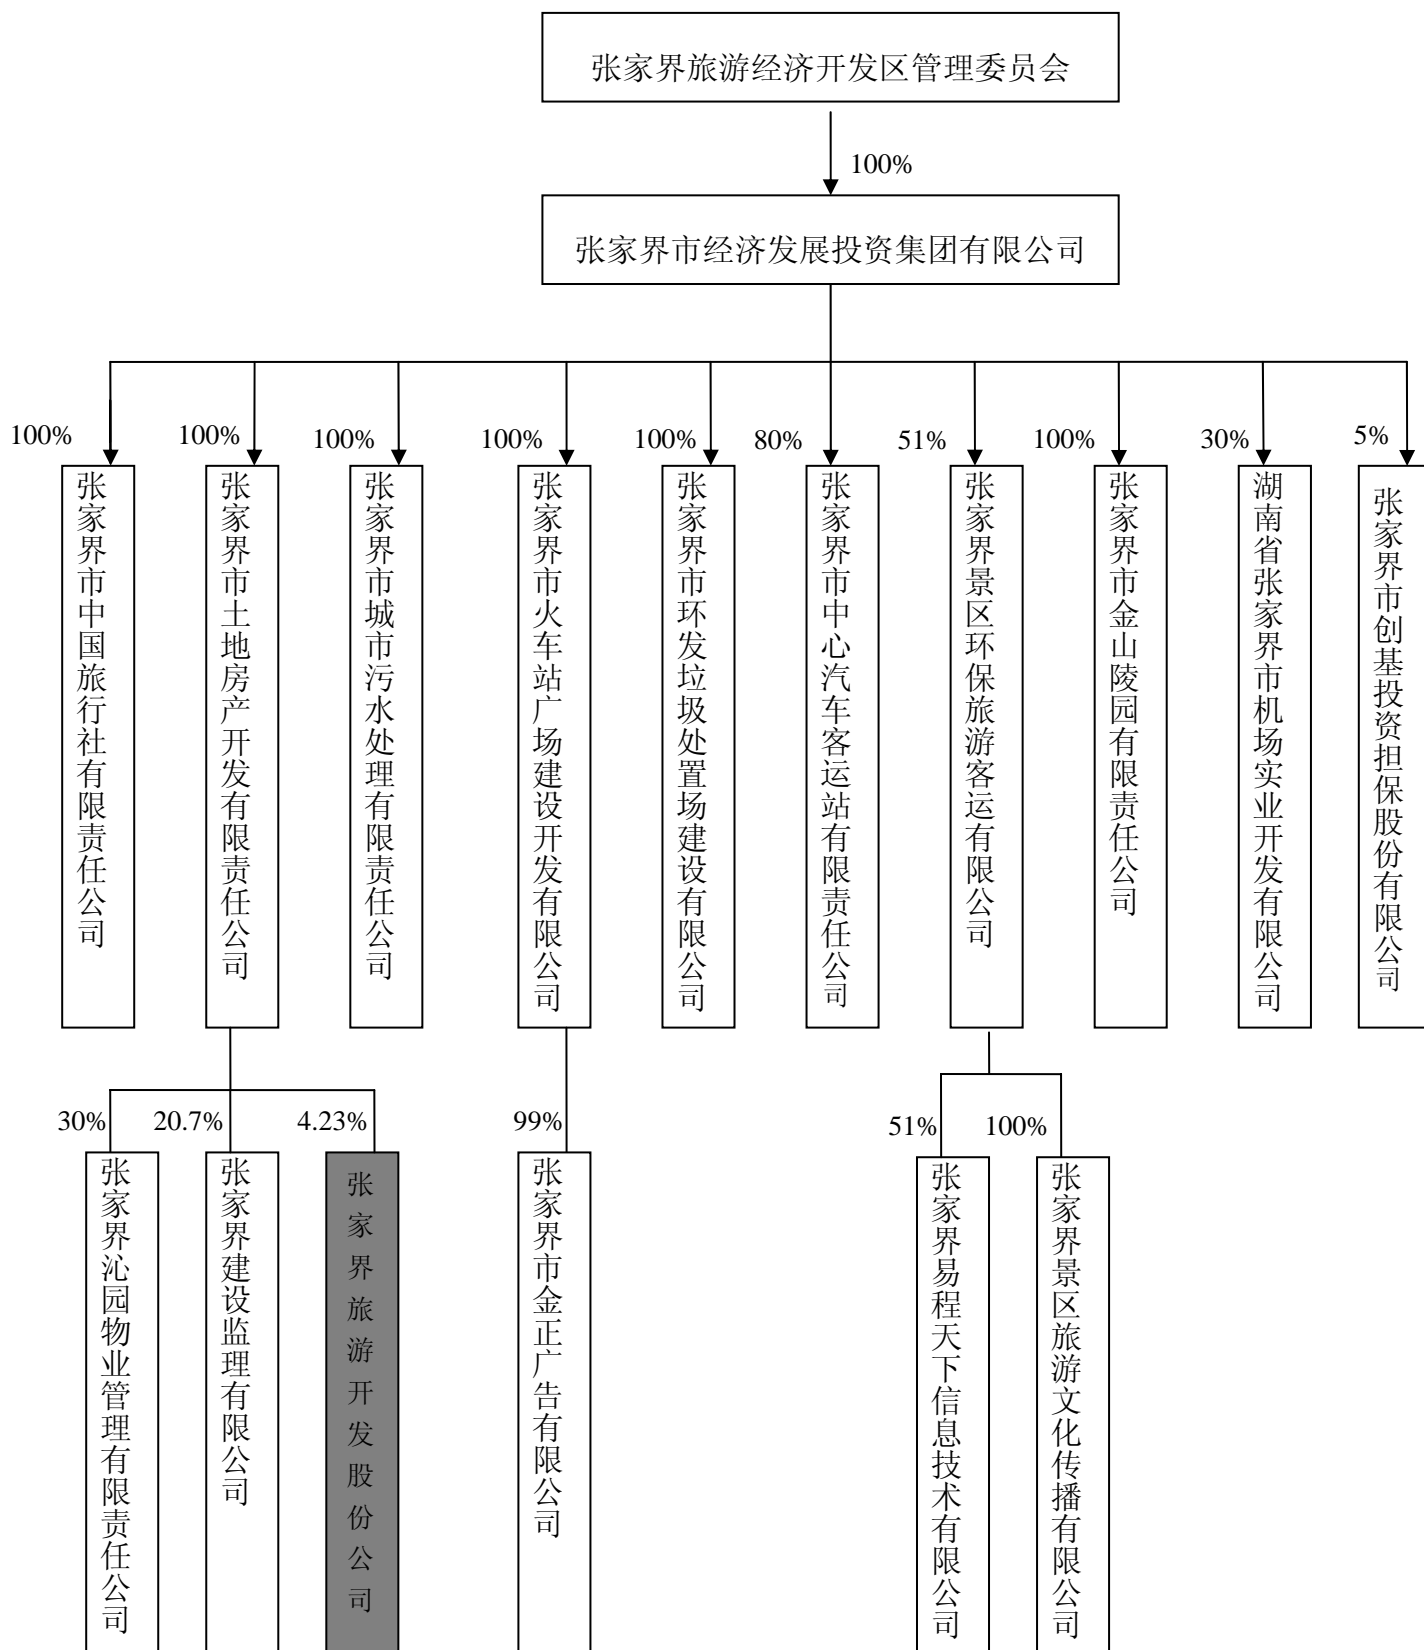 张家界旅游经济开发区管理委员会
100%
张家界市经济发展投资集团有限公司
100%
100%
100%
100%
100%
80%
51%
100%
30%
5%
张家界市中国旅行社有限责任公司
张家界市土地房产开发有限责任公司
张家界市城市污水处理有限责任公司
张家界市火车站广场建设开发有限公司
张家界市环发垃圾处置场建设有限公司
张家界市中心汽车客运站有限责任公司
张家界景区环保旅游客运有限公司
张家界市金山陵园有限责任公司
湖南省张家界市机场实业开发有限公司
张家界市创基投资担保股份有限公司
30%
20.7%
4.23%
99%
51%
100%
张家界沁园物业管理有限责任公司
张家界建设监理有限公司
张家界旅游开发股份公司
张家界市金正广告有限公司
张家界易程天下信息技术有限公司
张家界景区旅游文化传播有限公司